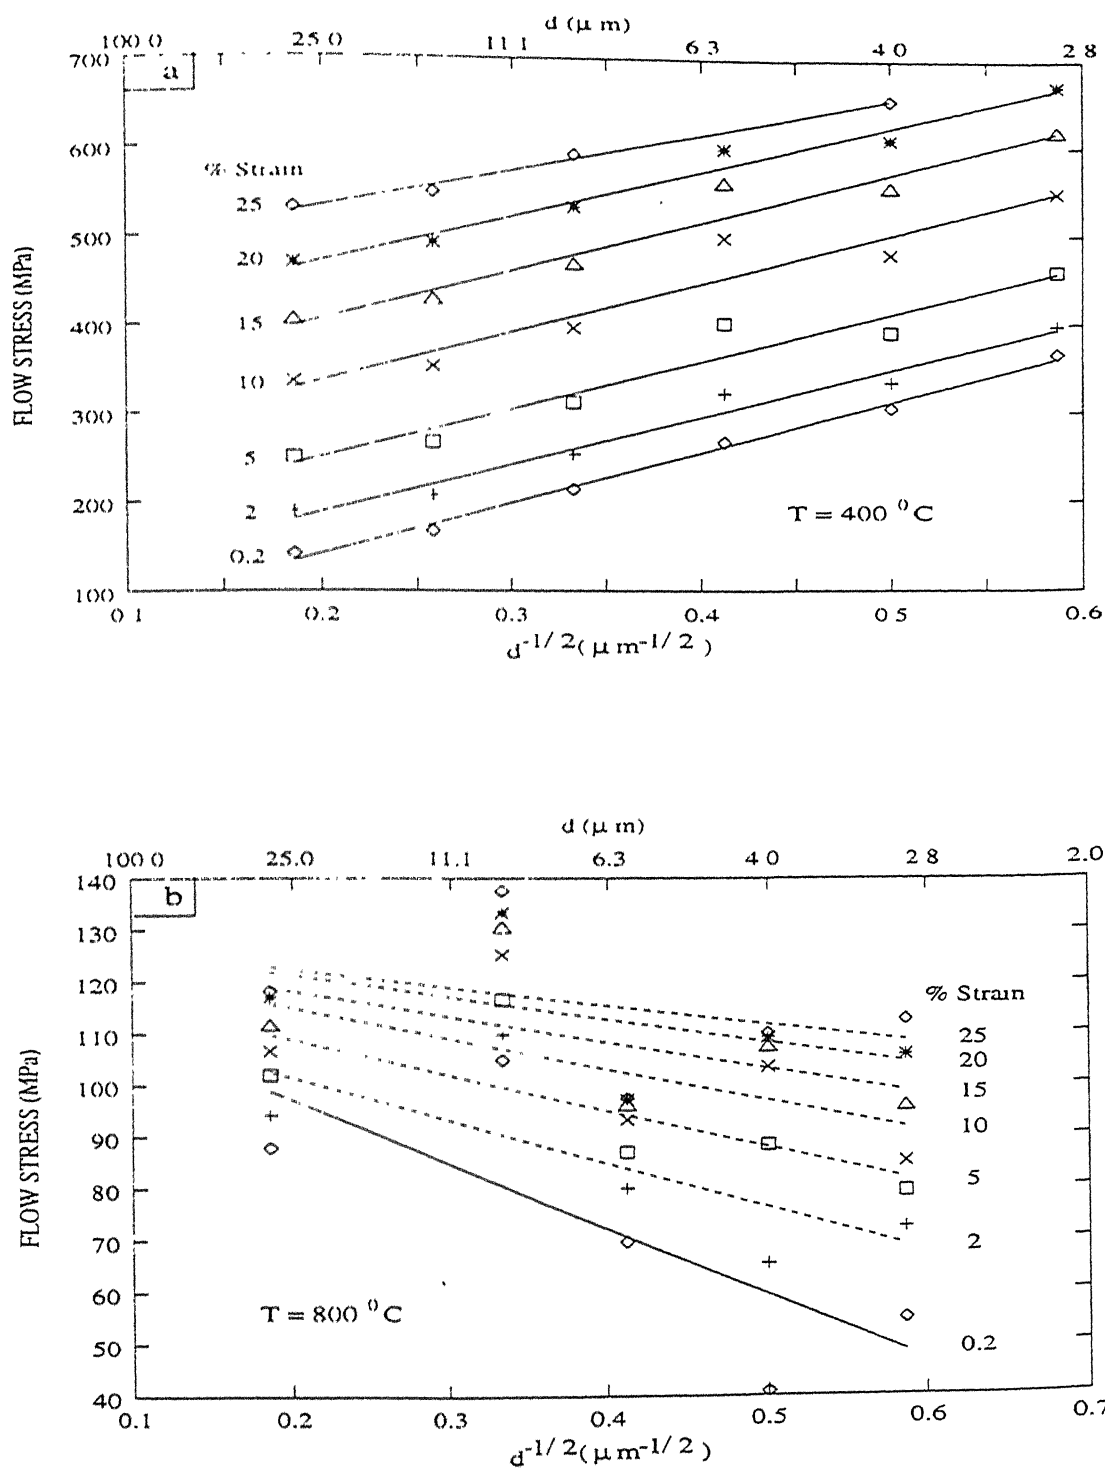 d (μ m)
100 0 25 0 11 1 6 3 4 0 2 8
700
a
600
% Strain
25
500
20
15
400
10
300
5
2
200
T = 400 ⁰C
0.2
100
0 1 0.2 0.3 0.4 0 5 0.6
d⁻¹/² (μ m⁻¹/²)
FLOW STRESS (MPa)
d (μ m)
100 0 25.0 11.1 6.3 4 0 2 8 2.0
140
b
130
120
% Strain
25
110
20
15
100
10
90
5
80
2
70
60
T = 800 ⁰C
0.2
50
40
0.1 0.2 0.3 0.4 0.5 0.6 0.7
d⁻¹/² (μ m⁻¹/²)
FLOW STRESS (MPa)